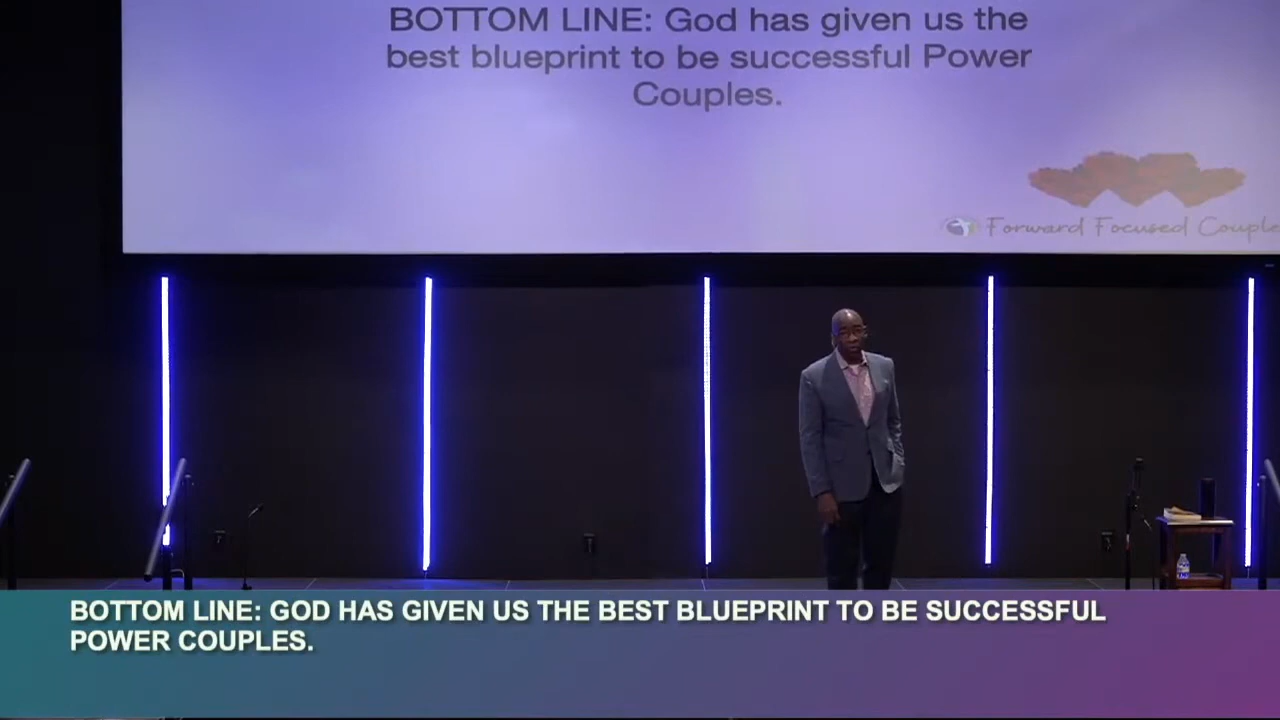 BOTTOM LINE: God has given us the
best blueprint to be successful Power
Couples.
Forward Focused Couple
BOTTOM LINE: GOD HAS GIVEN US THE BEST BLUEPRINT TO BE SUCCESSFUL
POWER COUPLES.